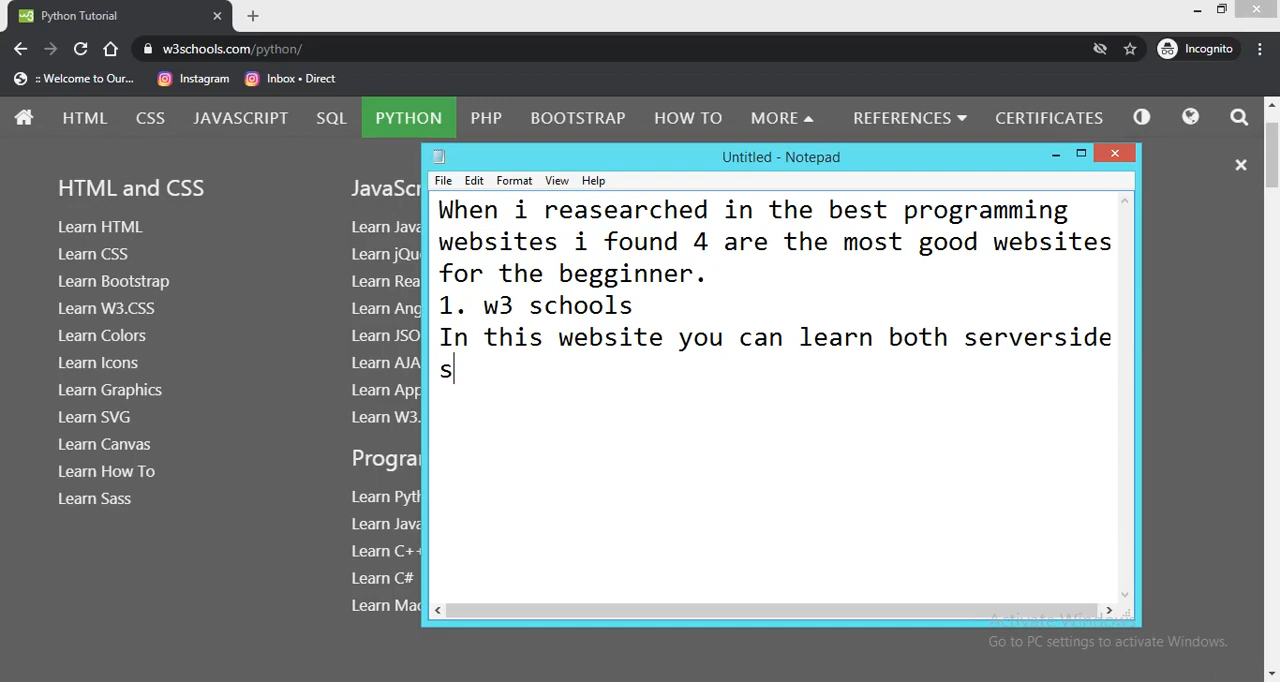 Python Tutorial
w3schools.com/python/
Incognito
:: Welcome to Our...
Instagram
Inbox • Direct
HTML
CSS
JAVASCRIPT
SQL
PYTHON
PHP
BOOTSTRAP
HOW TO
MORE
REFERENCES
CERTIFICATES
HTML and CSS
Learn HTML
Learn CSS
Learn Bootstrap
Learn W3.CSS
Learn Colors
Learn Icons
Learn Graphics
Learn SVG
Learn Canvas
Learn How To
Learn Sass
JavaScr
Learn Java
Learn jQu
Learn Rea
Learn Ang
Learn JSO
Learn AJA
Learn App
Learn W3.
Progra
Learn Pyth
Learn Java
Learn C++
Learn C#
Learn Mac
Untitled - Notepad
File Edit Format View Help
When i reasearched in the best programming
websites i found 4 are the most good websites
for the begginner.
1. w3 schools
In this website you can learn both serverside
s
Activate Windows
Go to PC settings to activate Windows.